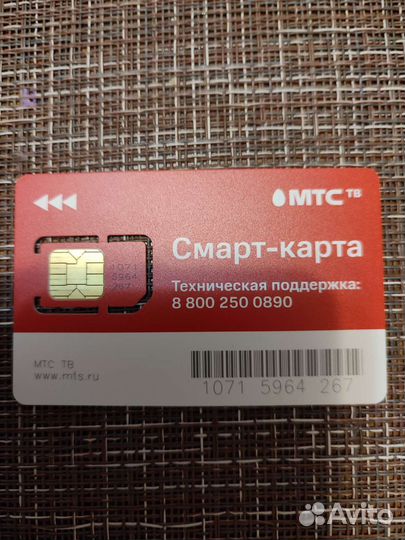 МТС ТВ
Смарт-карта
Техническая поддержка:
8 800 250 0890
1071
5964
267
МТС ТВ
www.mts.ru
1071 5964 267
Avito